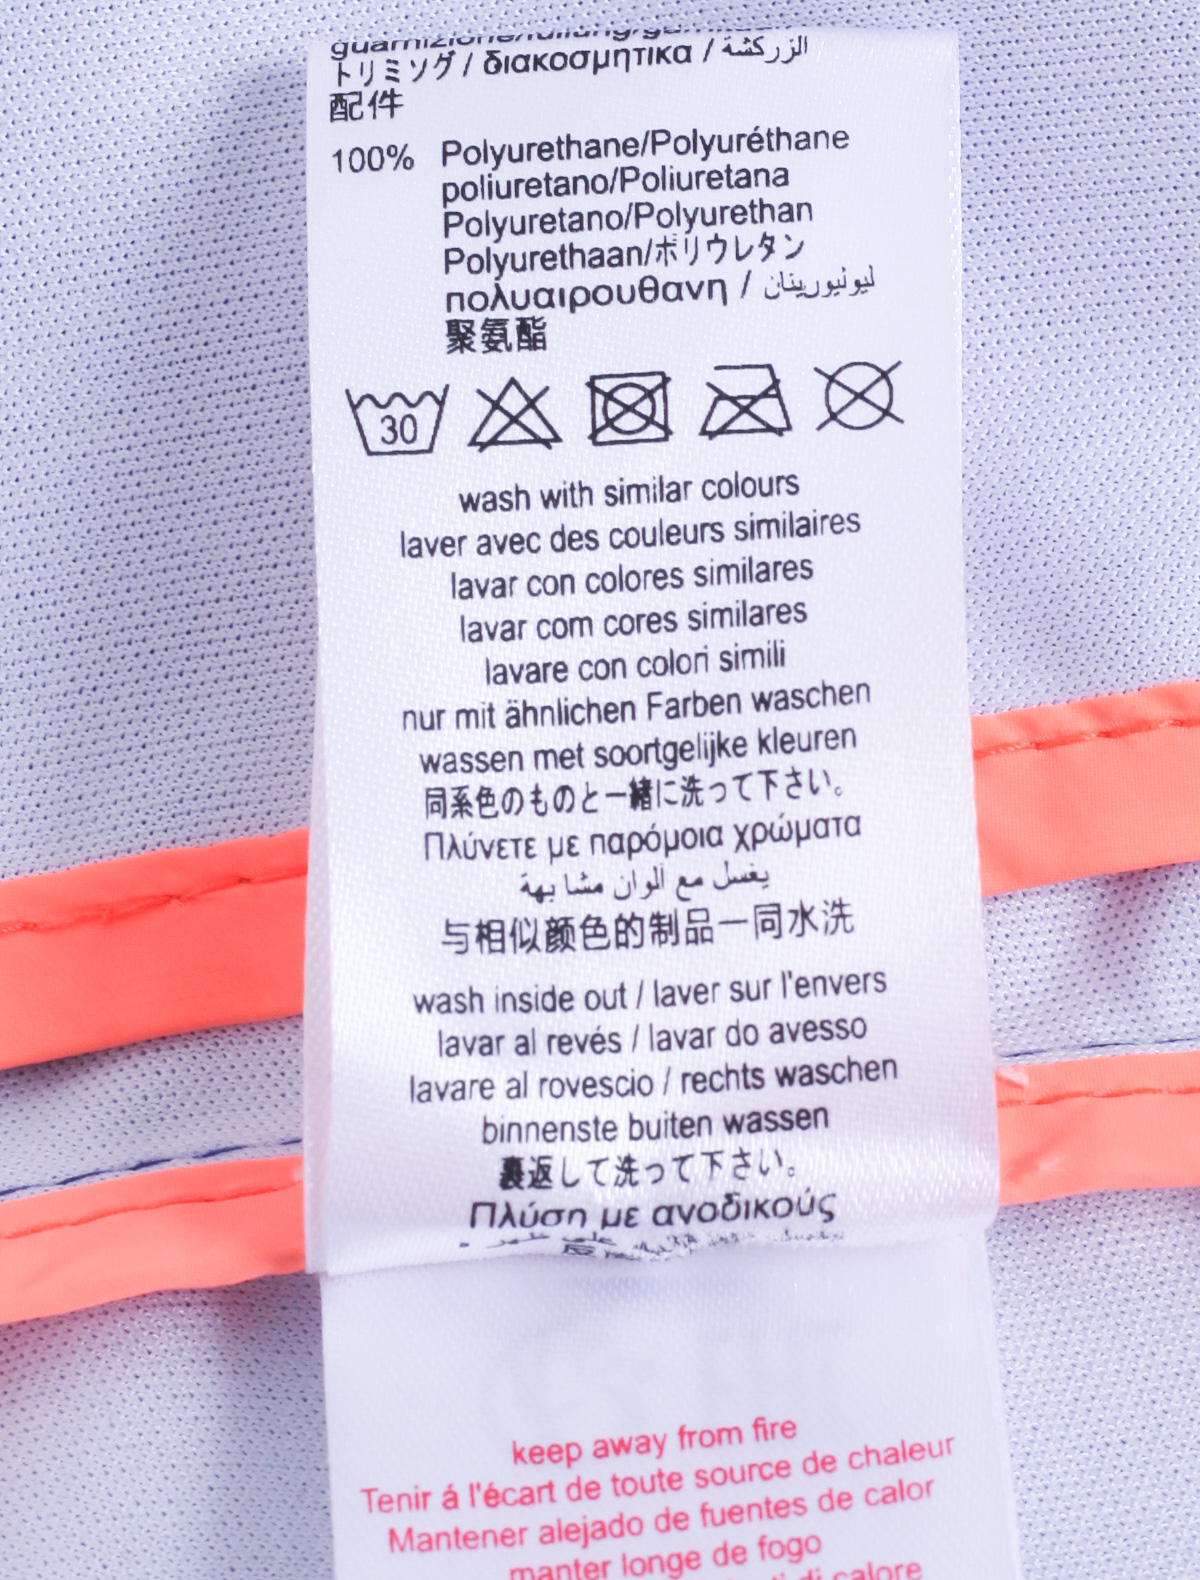 トリミング / διακοσμητικα / الزركشة
配件
100% Polyurethane/Polyuréthane
poliuretano/Poliuretana
Polyuretano/Polyurethan
Polyurethaan/ポリウレタン
πολυαιρουθανη / ليونيوريتان
聚氨酯
30
wash with similar colours
laver avec des couleurs similaires
lavar con colores similares
lavar com cores similares
lavare con colori simili
nur mit ähnlichen Farben waschen
wassen met soortgelijke kleuren
同系色のものと一緒に洗って下さい。
Πλύνετε με παρόμοια χρώματα
يغسل مع ألوان مشابهة
与相似颜色的制品一同水洗
wash inside out / laver sur l'envers
lavar al revés / lavar do avesso
lavare al rovescio / rechts waschen
binnenste buiten wassen
裏返して洗って下さい。
Πλύση με ανοδικούς
keep away from fire
Tenir á l'écart de toute source de chaleur
Mantener alejado de fuentes de calor
manter longe de fogo
di calore